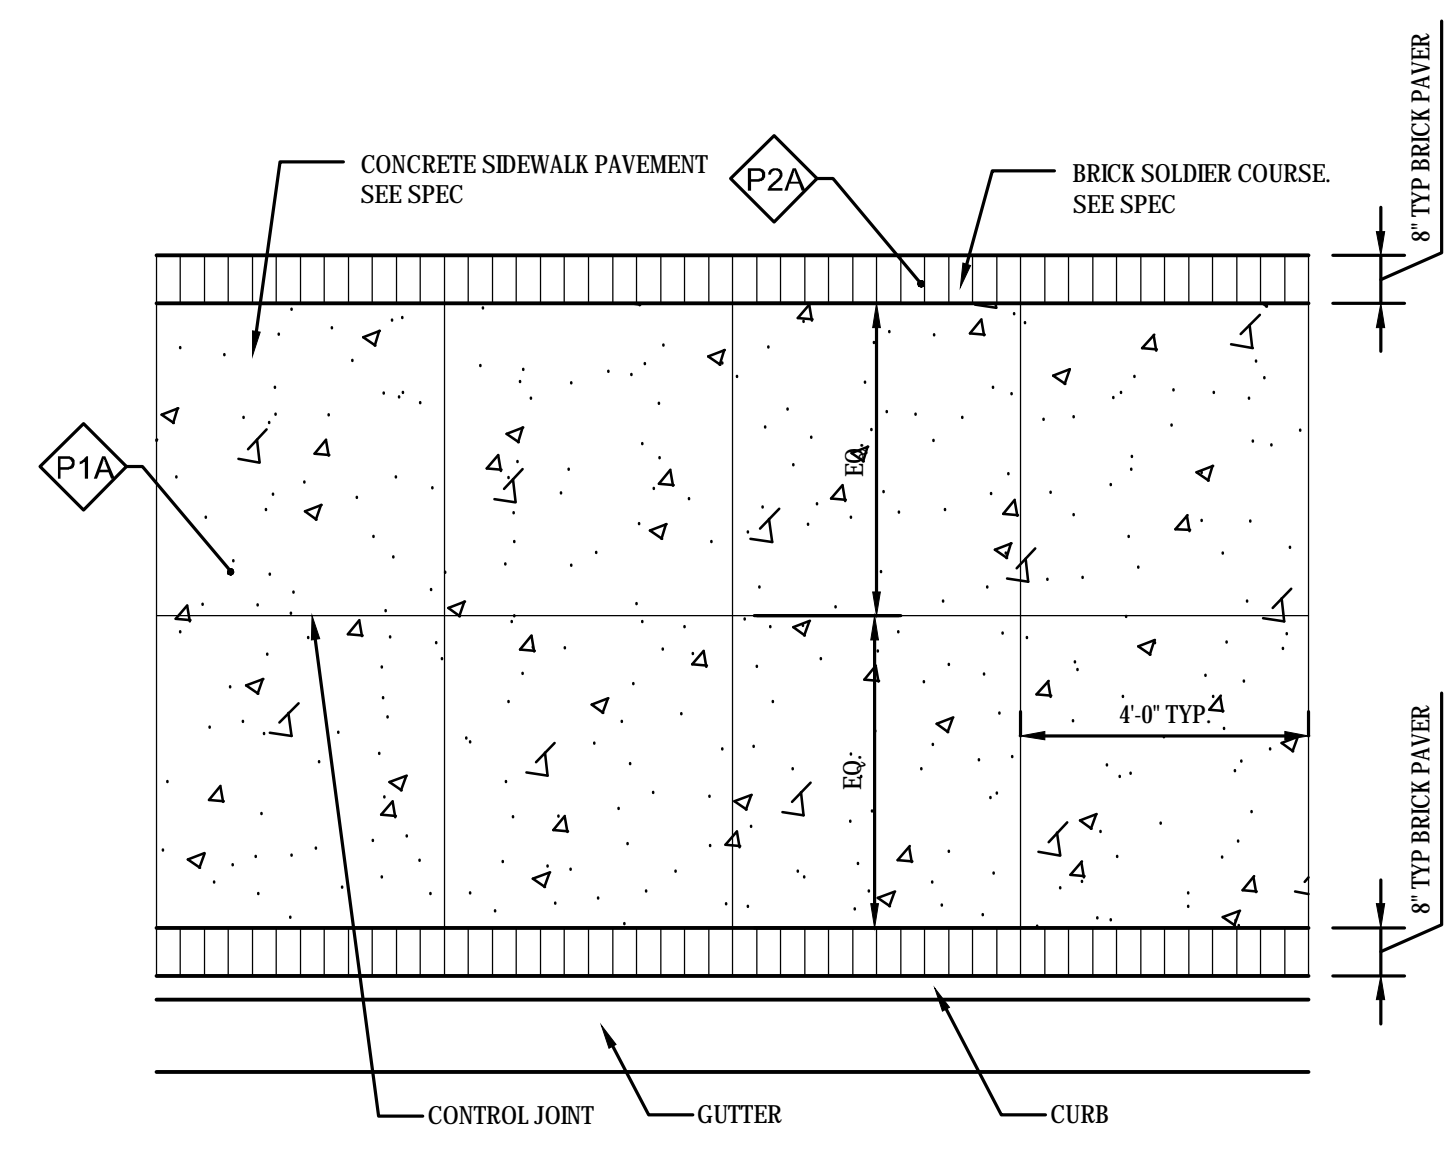 8" TYP BRICK PAVER
CONCRETE SIDEWALK PAVEMENT
SEE SPEC
P2A
BRICK SOLDIER COURSE.
SEE SPEC
P1A
EQ.
4'-0" TYP.
EQ.
8" TYP BRICK PAVER
CONTROL JOINT
GUTTER
CURB